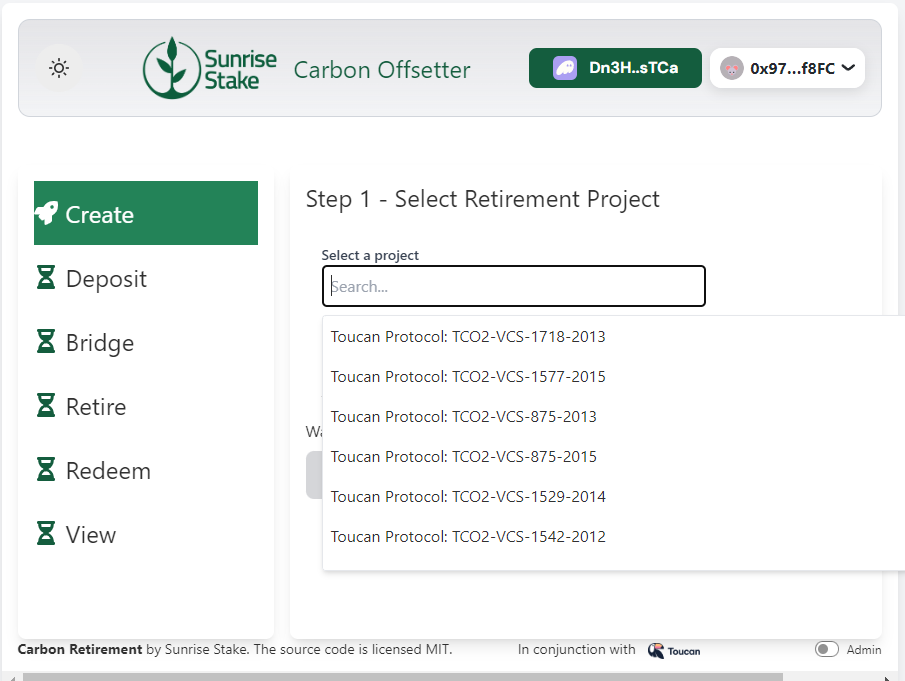 Sunrise
Stake
Carbon Offsetter
Dn3H..sTCa
0x97...f8FC
Create
Deposit
Bridge
Retire
Redeem
View
Step 1 - Select Retirement Project
Select a project
Search...
Toucan Protocol: TCO2-VCS-1718-2013
Toucan Protocol: TCO2-VCS-1577-2015
Toucan Protocol: TCO2-VCS-875-2013
Toucan Protocol: TCO2-VCS-875-2015
Toucan Protocol: TCO2-VCS-1529-2014
Toucan Protocol: TCO2-VCS-1542-2012
Carbon Retirement by Sunrise Stake. The source code is licensed MIT.
In conjunction with Toucan
Admin